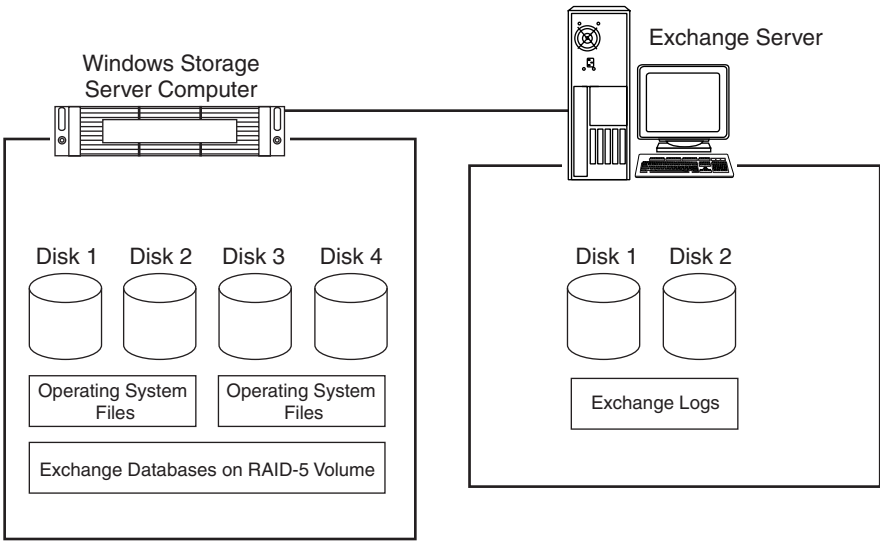 Windows Storage
Server Computer
Exchange Server
Disk 1
Disk 2
Disk 3
Disk 4
Operating System
Files
Operating System
Files
Exchange Databases on RAID-5 Volume
Disk 1
Disk 2
Exchange Logs